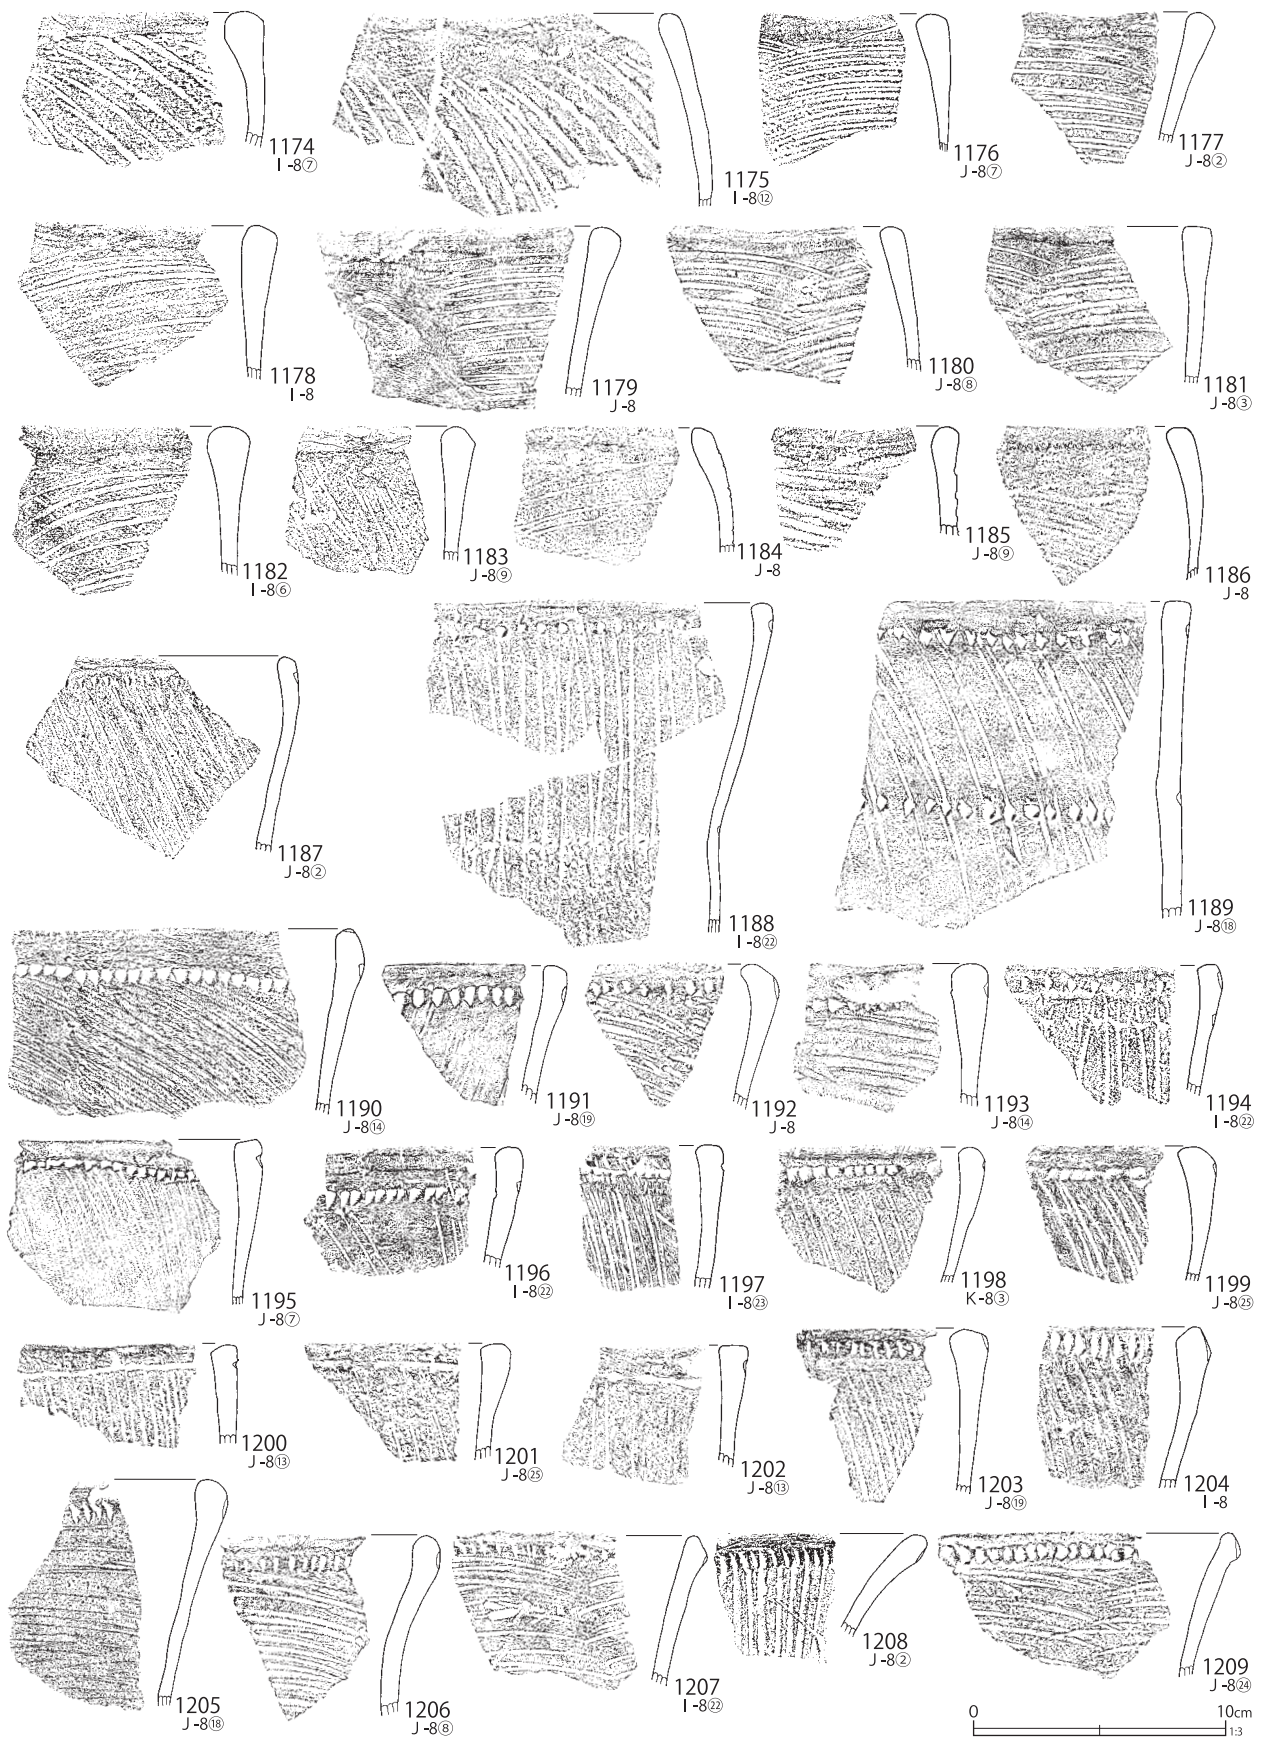 1174
I-8⑦
1175
I-8⑫
1176
J-8⑦
1177
J-8②
1178
I-8
1179
J-8
1180
J-8⑧
1181
J-8③
1182
I-8⑥
1183
J-8⑨
1184
J-8
1185
J-8⑨
1186
J-8
1187
J-8②
1188
I-8㉒
1189
J-8⑱
1190
J-8⑭
1191
J-8⑲
1192
J-8
1193
J-8⑭
1194
I-8㉒
1195
J-8⑦
1196
I-8㉒
1197
I-8㉓
1198
K-8③
1199
J-8㉕
1200
J-8⑬
1201
J-8㉕
1202
J-8⑬
1203
J-8⑲
1204
I-8
1205
J-8⑱
1206
J-8⑧
1207
I-8㉒
1208
J-8②
1209
J-8㉔
0 10cm
1:3